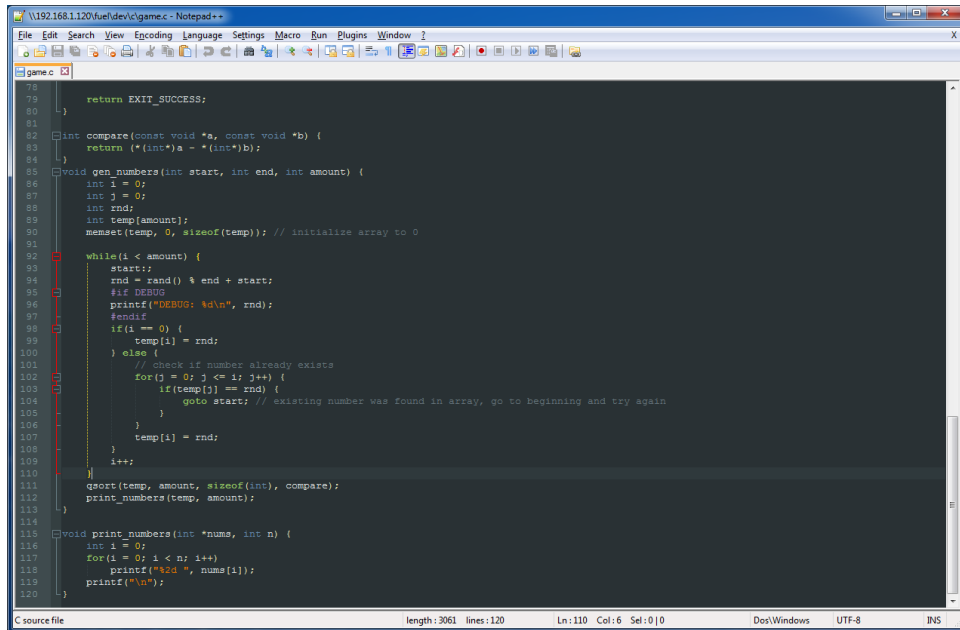 \\192.168.1.120\fuel\dev\c\game.c - Notepad++
File Edit Search View Encoding Language Settings Macro Run Plugins Window ? X
game.c
78
79 return EXIT_SUCCESS;
80 }
81
82 int compare(const void *a, const void *b) {
83 return (*(int*)a - *(int*)b);
84 }
85 void gen_numbers(int start, int end, int amount) {
86 int i = 0;
87 int j = 0;
88 int rnd;
89 int temp[amount];
90 memset(temp, 0, sizeof(temp)); // initialize array to 0
91
92 while(i < amount) {
93 start:;
94 rnd = rand() % end + start;
95 #if DEBUG
96 printf("DEBUG: %d\n", rnd);
97 #endif
98 if(i == 0) {
99 temp[i] = rnd;
100 } else {
101 // check if number already exists
102 for(j = 0; j <= i; j++) {
103 if(temp[j] == rnd) {
104 goto start; // existing number was found in array, go to beginning and try again
105 }
106 }
107 temp[i] = rnd;
108 }
109 i++;
110 }
111 qsort(temp, amount, sizeof(int), compare);
112 print_numbers(temp, amount);
113 }
114
115 void print_numbers(int *nums, int n) {
116 int i = 0;
117 for(i = 0; i < n; i++)
118 printf("%2d ", nums[i]);
119 printf("\n");
120 }
C source file length : 3061 lines : 120 Ln : 110 Col : 6 Sel : 0 | 0 Dos\Windows UTF-8 INS